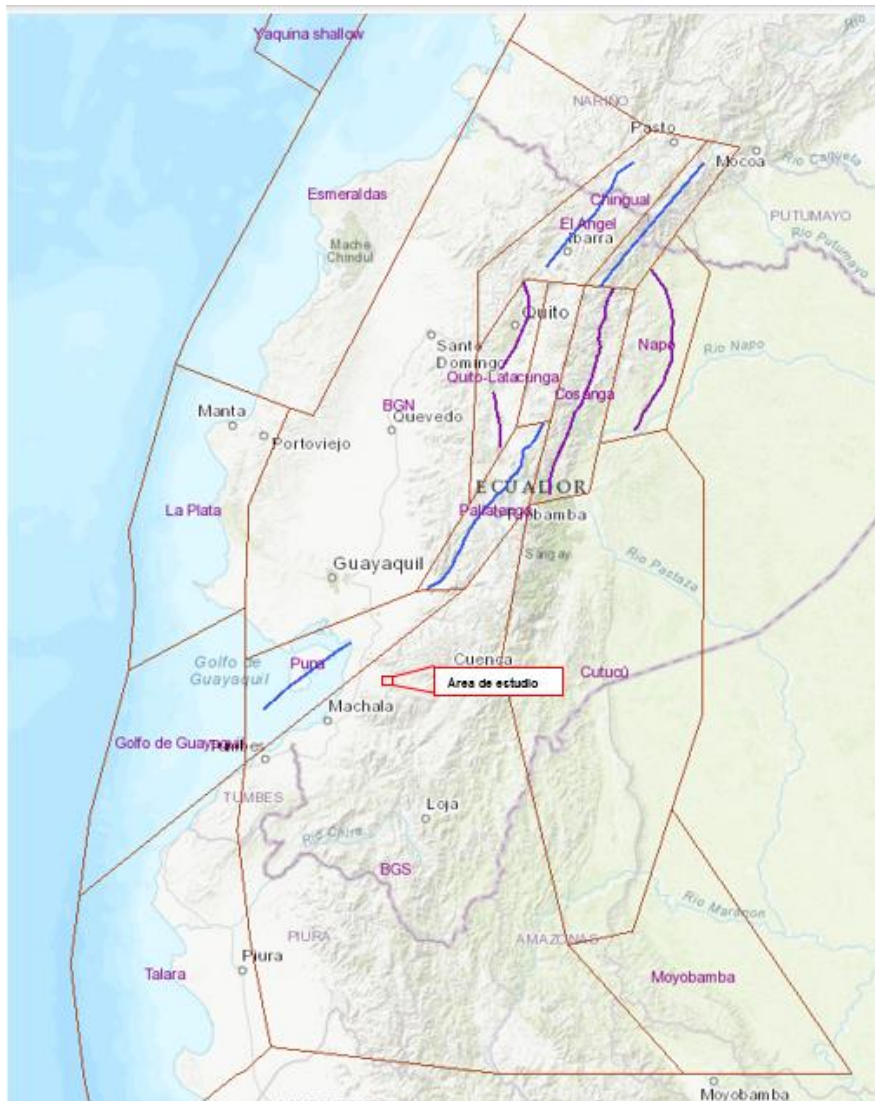 Yaquina shallow
Río
NARIÑO
Pasto
Mocoa
Río Caqueta
Esmeraldas
Chingual
El Angel
Ibarra
PUTUMAYO
Río Putumayo
Mache
Chindul
Quito
Santo
Domingo
Napo
Río Napo
Quito-Latacunga
Cosanga
BGN
Quevedo
Manta
Portoviejo
ECUADOR
La Plata
Pallatanga
Riobamba
Sangay
Guayaquil
Río Pastaza
Golfo de
Guayaquil
Puna
Cuenca
Cutucú
Area de estudio
Machala
Golfo de Guayaquil
Tumbes
TUMBES
Loja
Río Chira
BGS
Río Marañon
PIURA
AMAZONAS
Piura
Talara
Moyobamba
Moyobamba